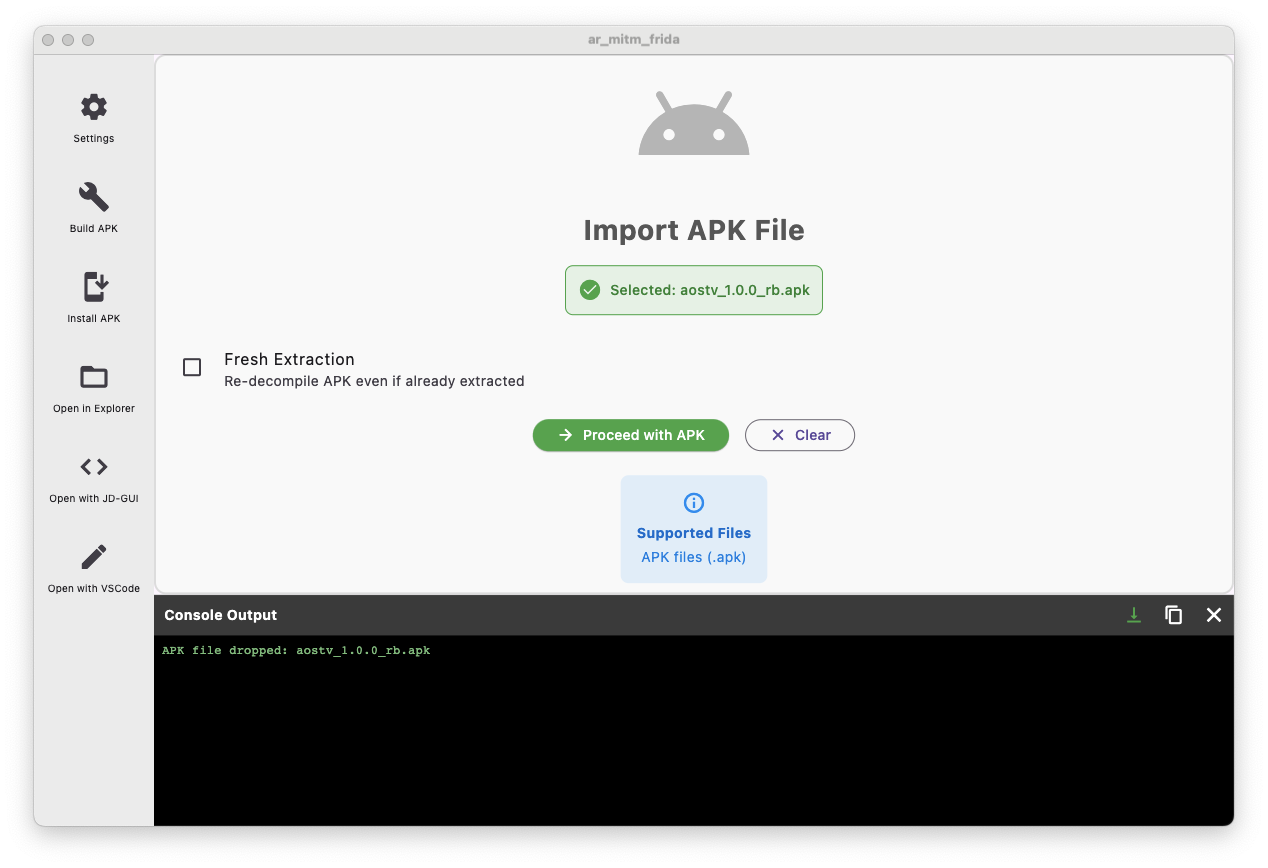 ar_mitm_frida
Settings
Build APK
Install APK
Open in Explorer
Open with JD-GUI
Open with VSCode
Import APK File
Selected: aostv_1.0.0_rb.apk
Fresh Extraction
Re-decompile APK even if already extracted
Proceed with APK
Clear
Supported Files
APK files (.apk)
Console Output
APK file dropped: aostv_1.0.0_rb.apk